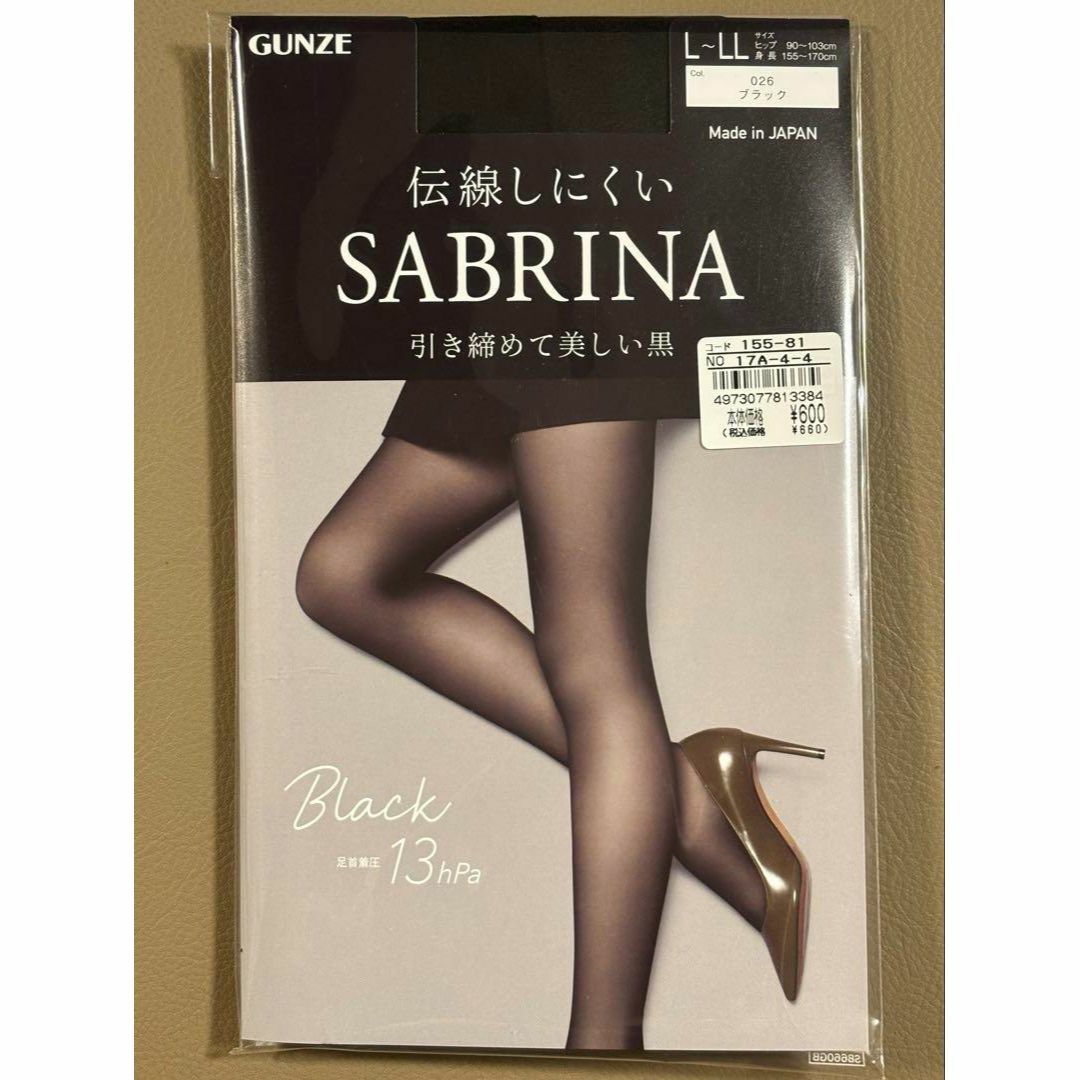 GUNZE
L～LL
サイズ
ヒップ 90～103cm
身長 155～170cm
Col.
026
ブラック
Made in JAPAN
伝線しにくい
SABRINA
引き締めて美しい黒
コード 155-81
NO 17A-4-4
4973077813384
本体価格 ¥600
(税込価格 ¥660)
Black
足首着圧 13hPa
SB660GB